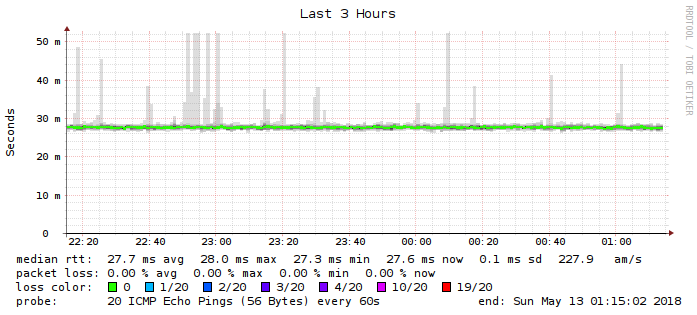 Last 3 Hours
RRDTOOL / TOBI OETIKER
Seconds
50 m
40 m
30 m
20 m
10 m
0
22:20 22:40 23:00 23:20 23:40 00:00 00:20 00:40 01:00
median rtt: 27.7 ms avg 28.0 ms max 27.3 ms min 27.6 ms now 0.1 ms sd 227.9 am/s
packet loss: 0.00 % avg 0.00 % max 0.00 % min 0.00 % now
loss color: 0 1/20 2/20 3/20 4/20 10/20 19/20
probe: 20 ICMP Echo Pings (56 Bytes) every 60s end: Sun May 13 01:15:02 2018